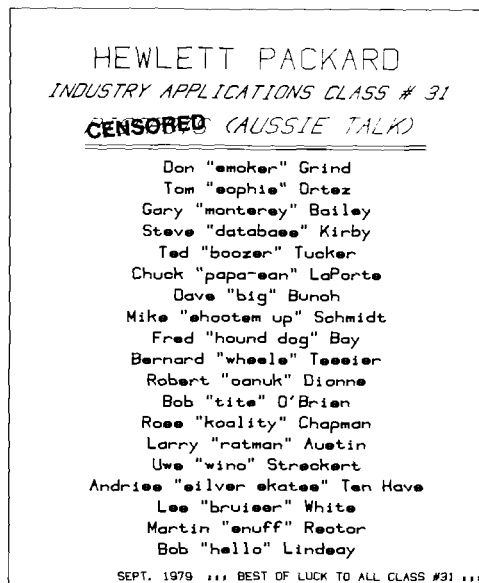 HEWLETT PACKARD
INDUSTRY APPLICATIONS CLASS # 31
CENSORED (AUSSIE TALK)
Don "smoker" Grind
Tom "sophie" Ortez
Gary "monterey" Bailey
Steve "database" Kirby
Ted "boozer" Tucker
Chuck "papa-san" LaPorte
Dave "big" Bunch
Mike "shootem up" Schmidt
Fred "hound dog" Bay
Bernard "wheels" Tessier
Robert "canuk" Dionne
Bob "tite" O'Brien
Rose "koality" Chapman
Larry "ratman" Austin
Uwe "wino" Streckert
Andries "silver skates" Ten Have
Lee "bruiser" White
Martin "snuff" Rector
Bob "hello" Lindsay
SEPT. 1979 ,,, BEST OF LUCK TO ALL CLASS #31 ,,,